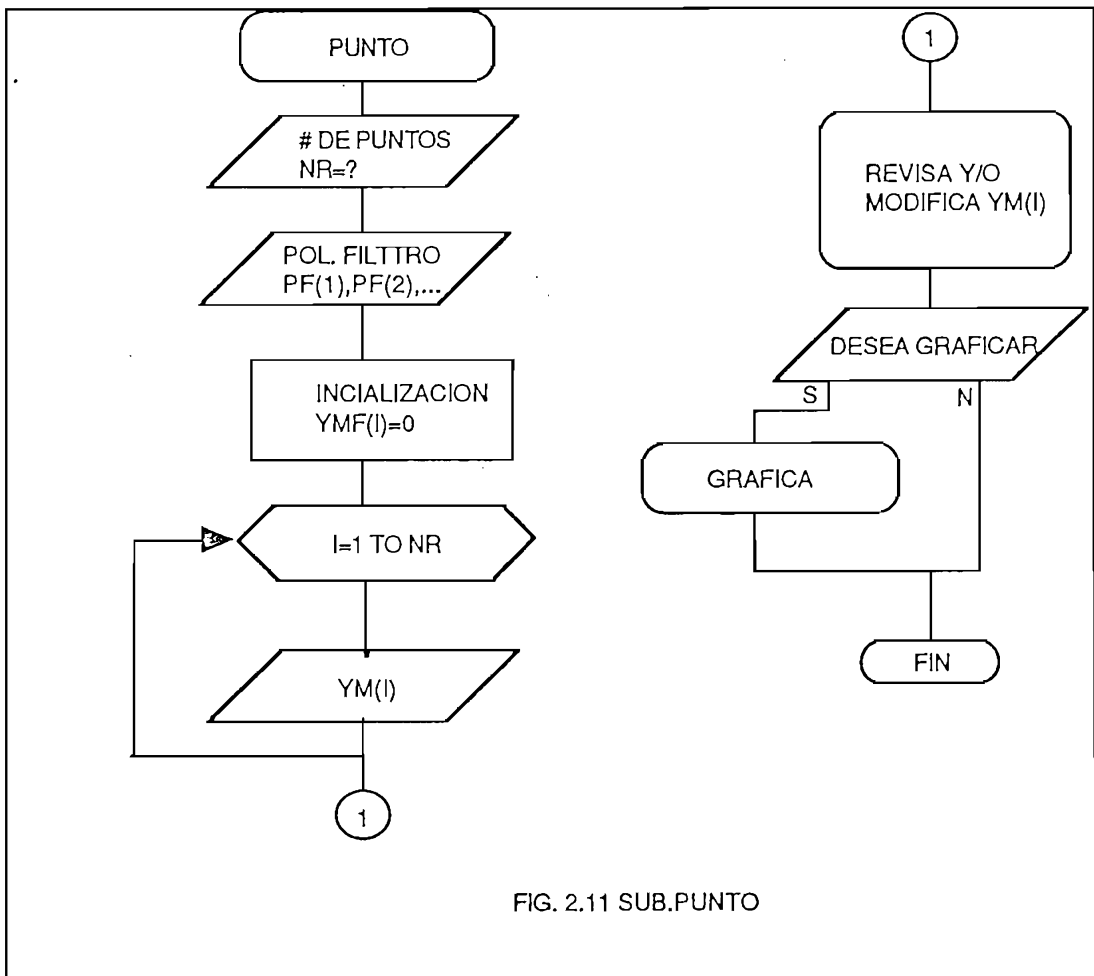 PUNTO
# DE PUNTOS
NR=?
POL. FILTTRO
PF(1),PF(2),...
INCIALIZACION
YMF(I)=0
I=1 TO NR
YM(I)
1
1
REVISA Y/O
MODIFICA YM(I)
DESEA GRAFICAR
S
N
GRAFICA
FIN
FIG. 2.11 SUB.PUNTO